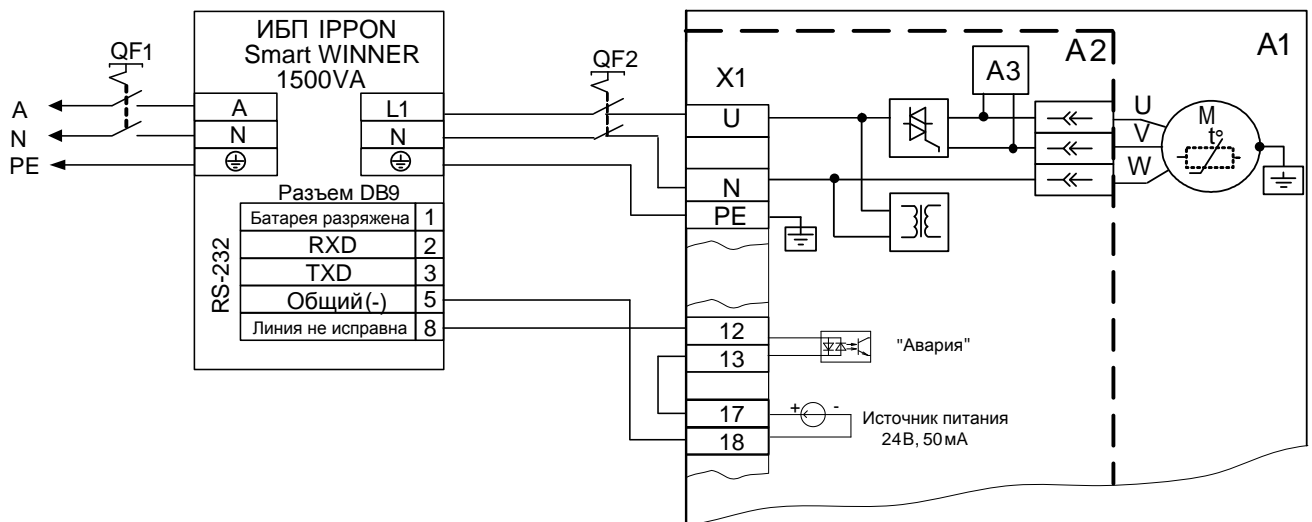 QF1
A
N
PE
ИБП IPPON
Smart WINNER
1500VA
A
N
L1
N
Разъем DB9
RS-232
Батарея разряжена 1
RXD 2
TXD 3
Общий (-) 5
Линия не исправна 8
QF2
X1
U
N
PE
12
13
17
18
A3
A2
A1
U
V
W
M
t°
"Авария"
+ -
Источник питания
24В, 50мА